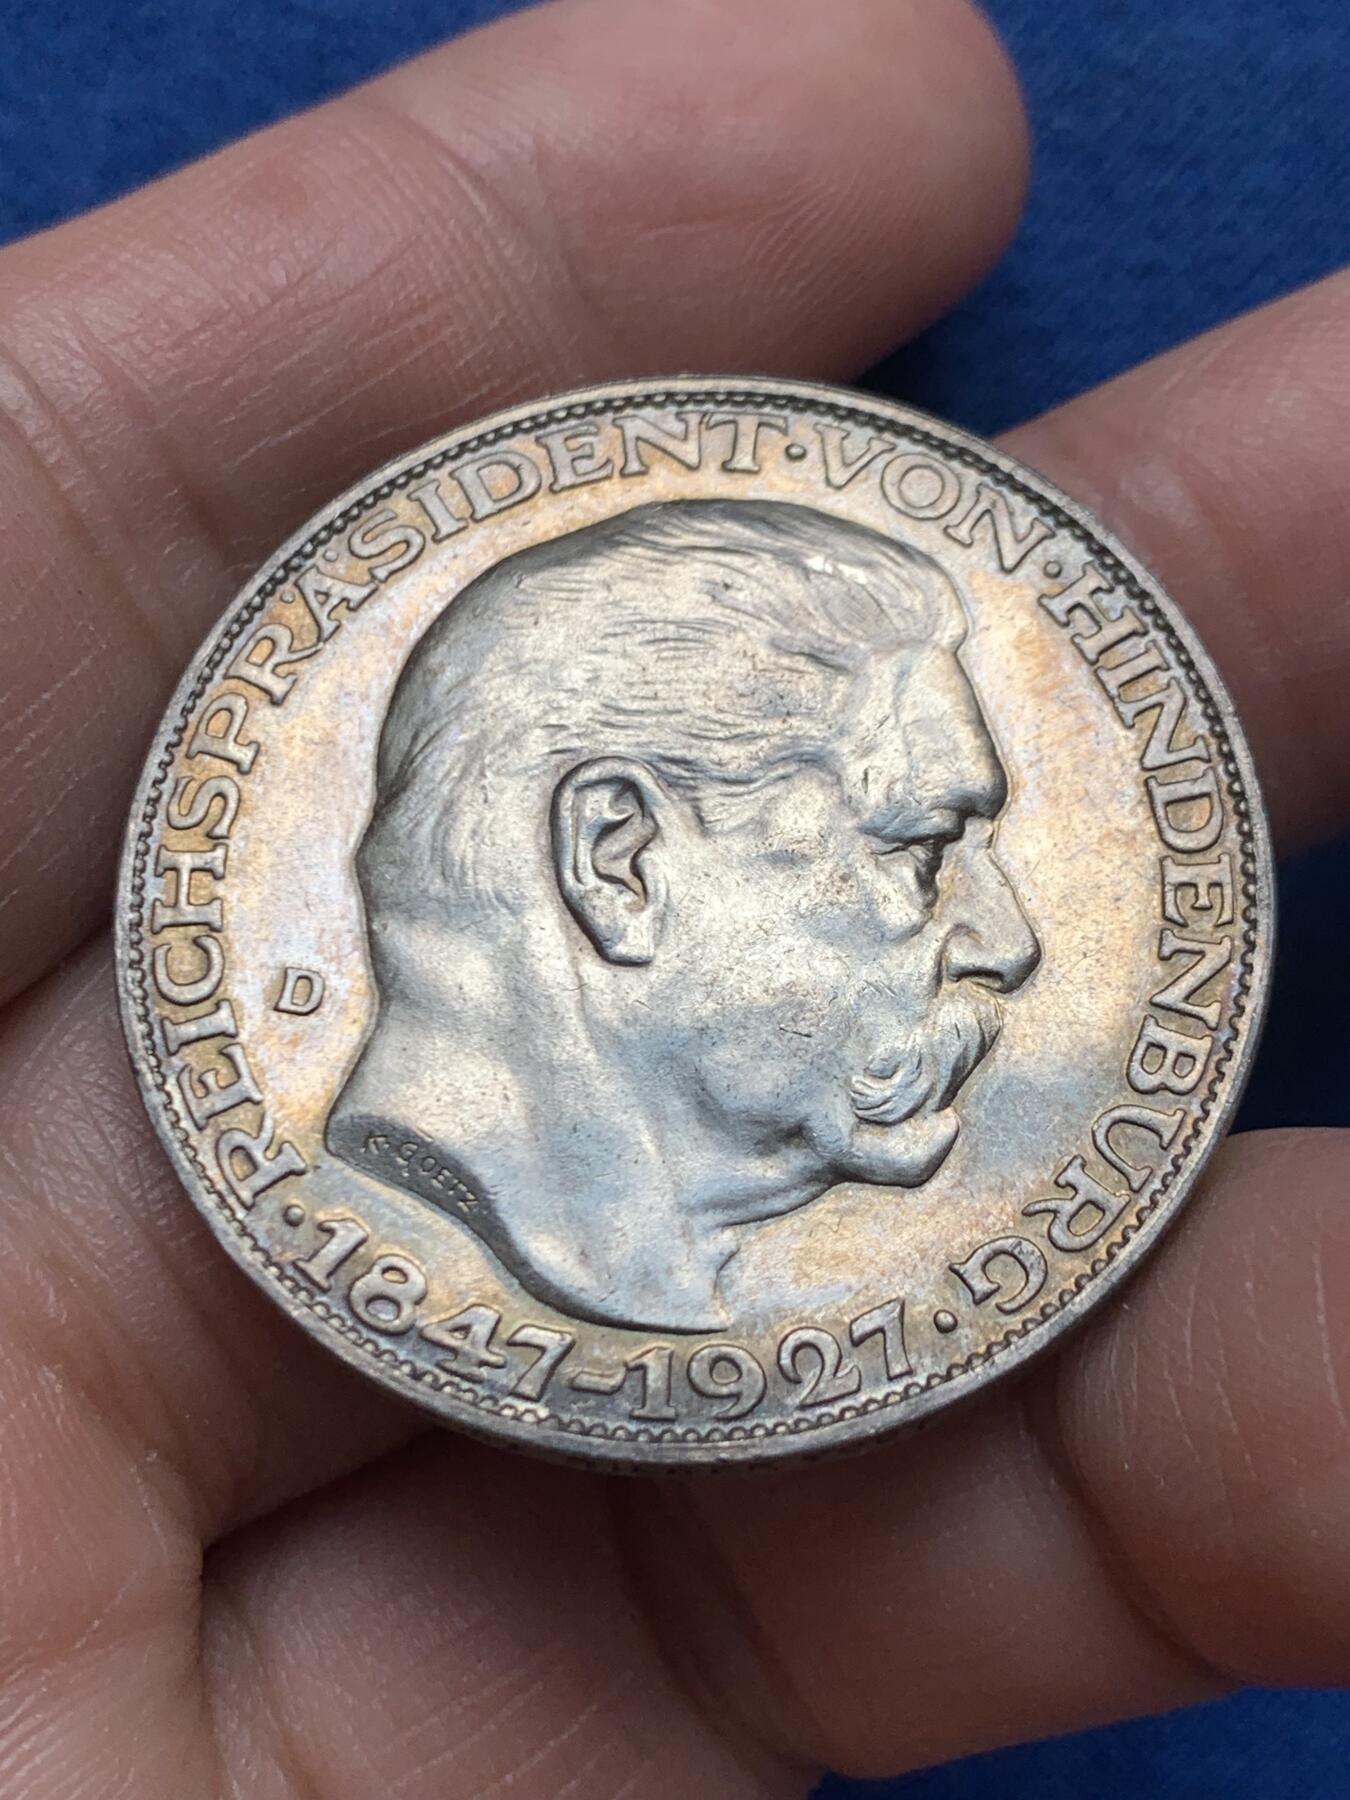 REICHSPRÄSIDENT·VON·HINDENBURG
·1847-1927·
D
K·GOETZ